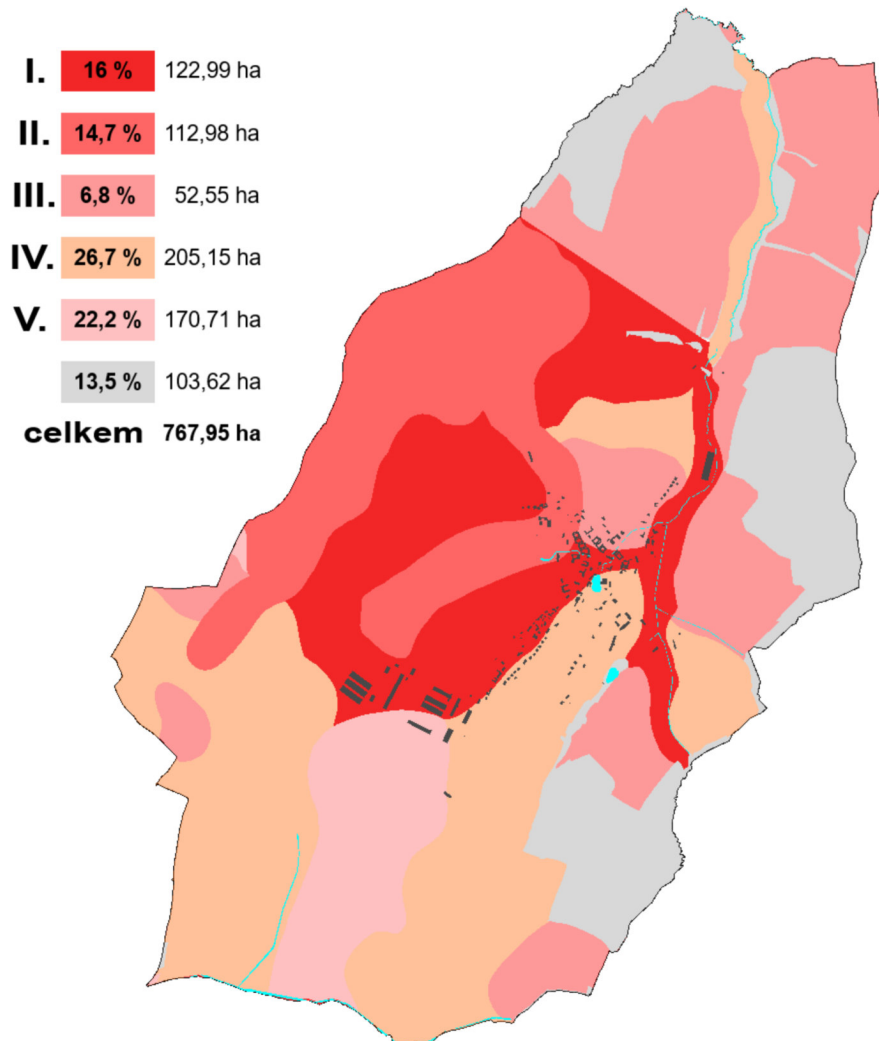 I. 16 % 122,99 ha
II. 14,7 % 112,98 ha
III. 6,8 % 52,55 ha
IV. 26,7 % 205,15 ha
V. 22,2 % 170,71 ha
13,5 % 103,62 ha
celkem 767,95 ha